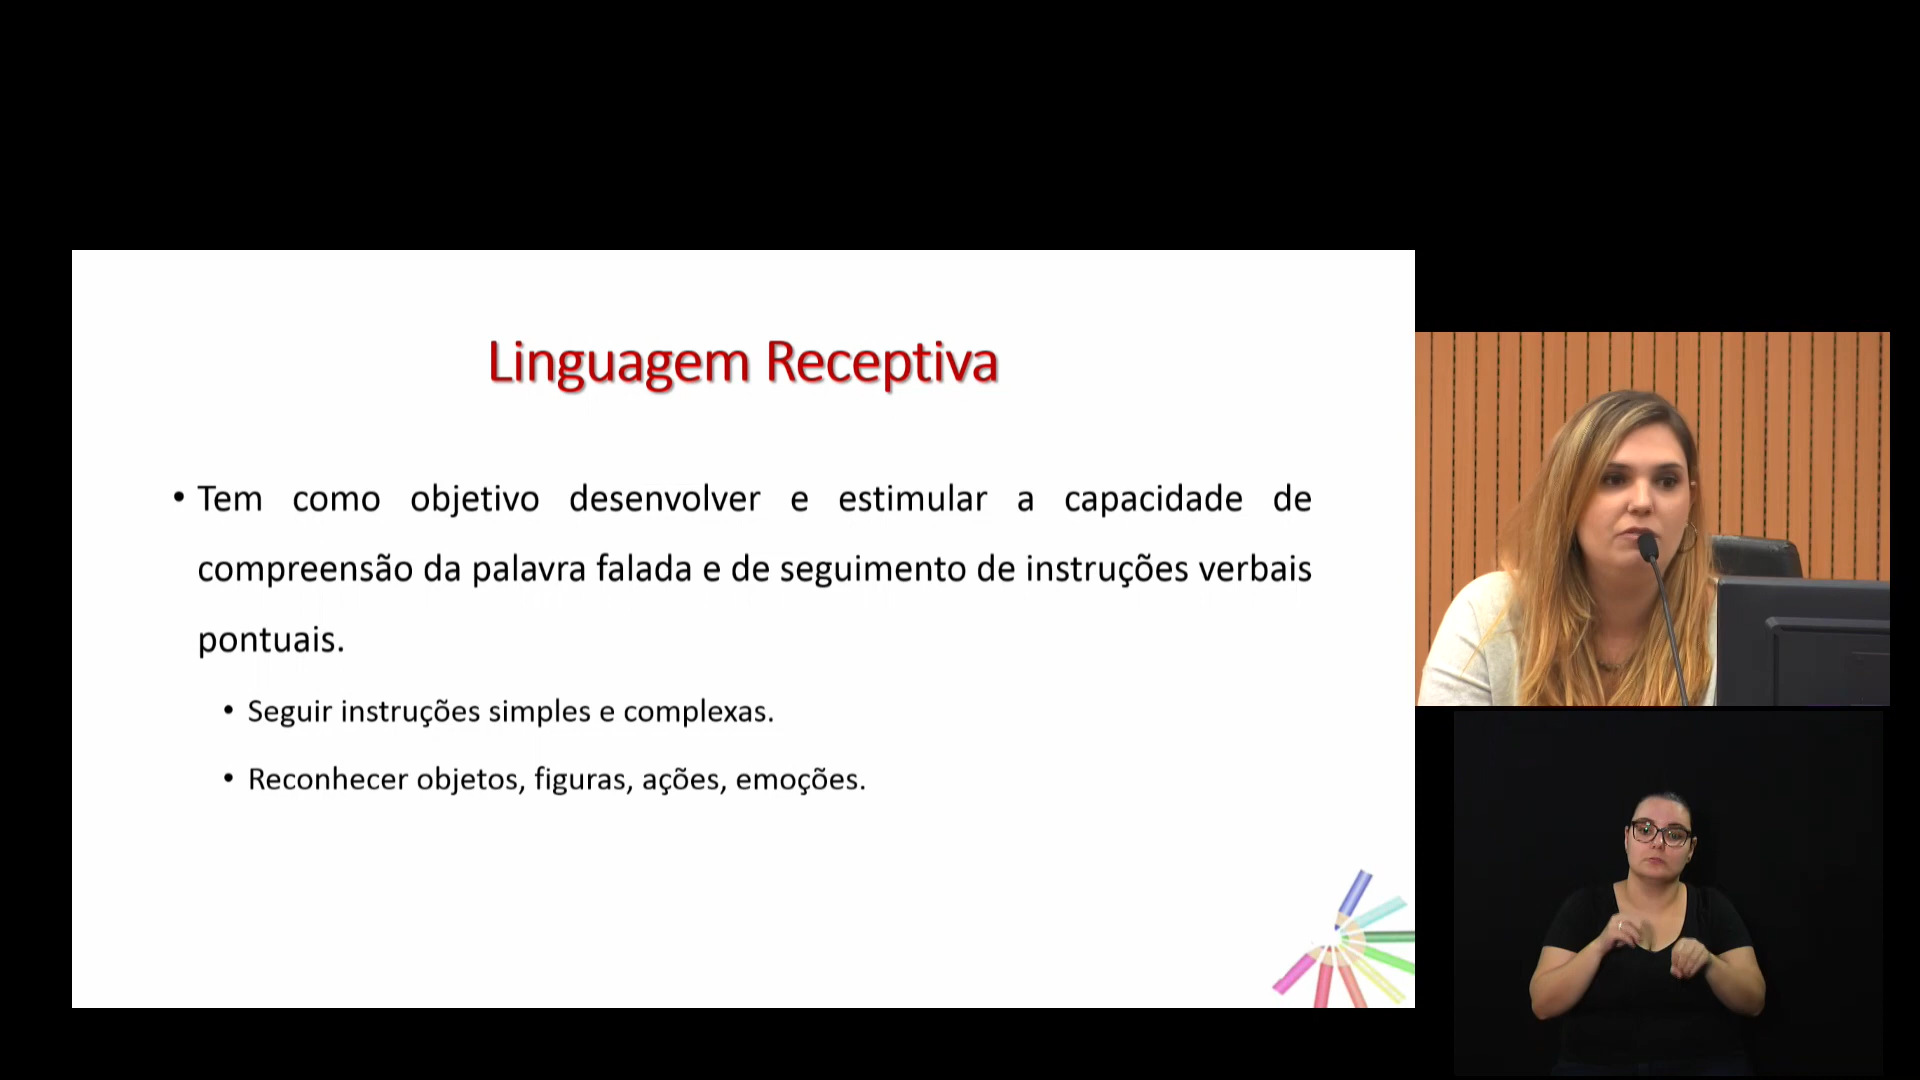 Linguagem Receptiva
• Tem como objetivo desenvolver e estimular a capacidade de
compreensão da palavra falada e de seguimento de instruções verbais
pontuais.
• Seguir instruções simples e complexas.
• Reconhecer objetos, figuras, ações, emoções.